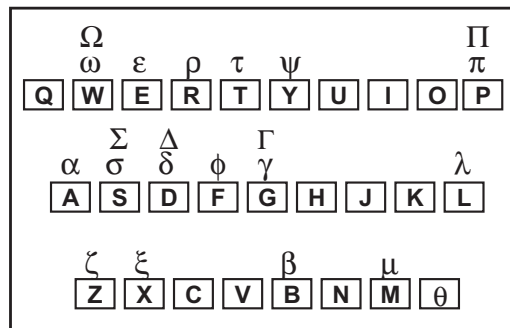 Ω Π
ω ε ρ τ ψ π
Q W E R T Y U I O P
Σ Δ Γ
α σ δ ϕ γ λ
A S D F G H J K L
ζ ξ β μ
Z X C V B N M θ